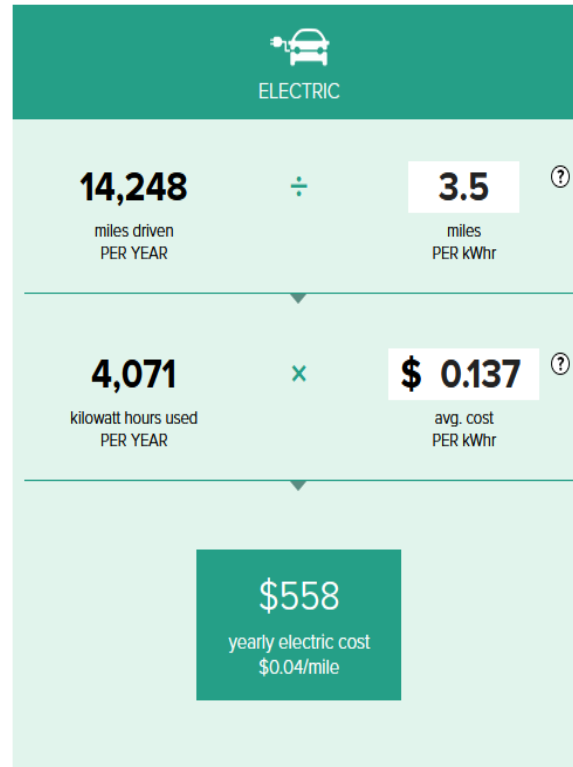 ELECTRIC
14,248 ÷ 3.5 ?
miles driven miles
PER YEAR PER kWhr
4,071 × $ 0.137 ?
kilowatt hours used avg. cost
PER YEAR PER kWhr
$558
yearly electric cost
$0.04/mile